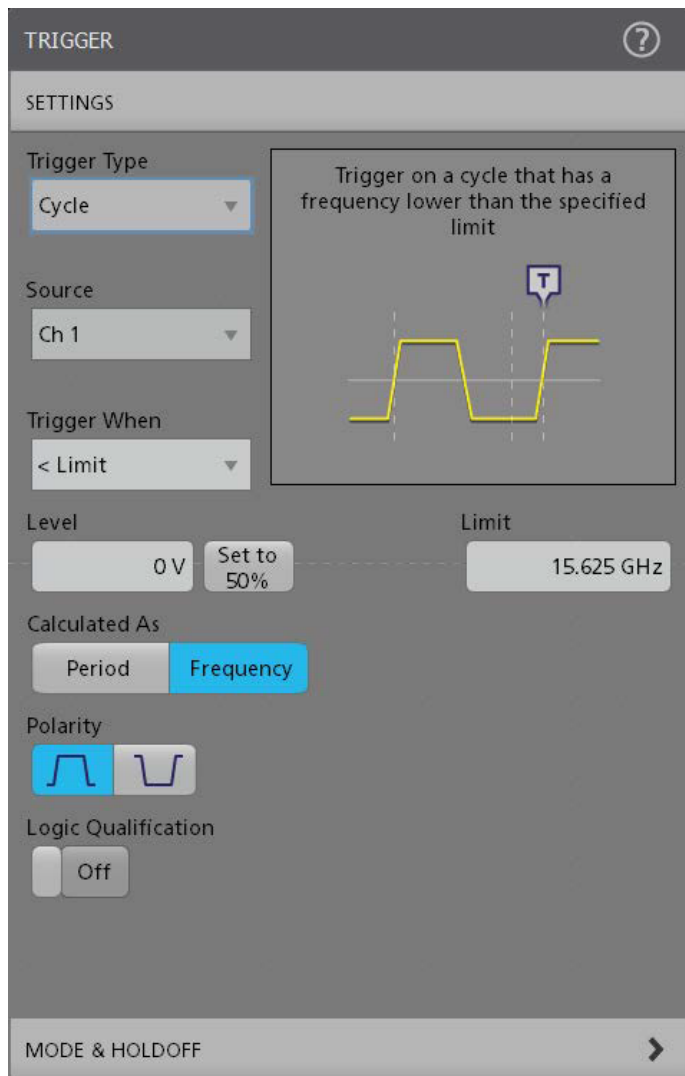 TRIGGER
?
SETTINGS
Trigger Type
Cycle
Trigger on a cycle that has a
frequency lower than the specified
limit
T
Source
Ch 1
Trigger When
< Limit
Level
Limit
0 V
Set to
50%
15.625 GHz
Calculated As
Period
Frequency
Polarity
Logic Qualification
Off
MODE & HOLDOFF